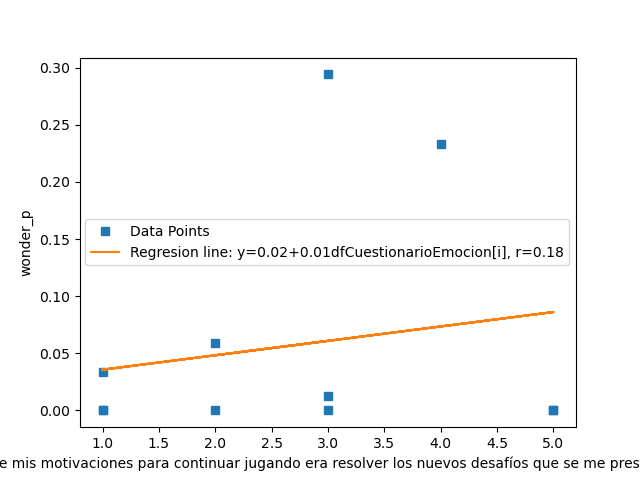 0.30
0.25
0.20
0.15
0.10
0.05
0.00
wonder_p
Data Points
Regresion line: y=0.02+0.01dfCuestionarioEmocion[i], r=0.18
1.0 1.5 2.0 2.5 3.0 3.5 4.0 4.5 5.0
e mis motivaciones para continuar jugando era resolver los nuevos desafíos que se me pres